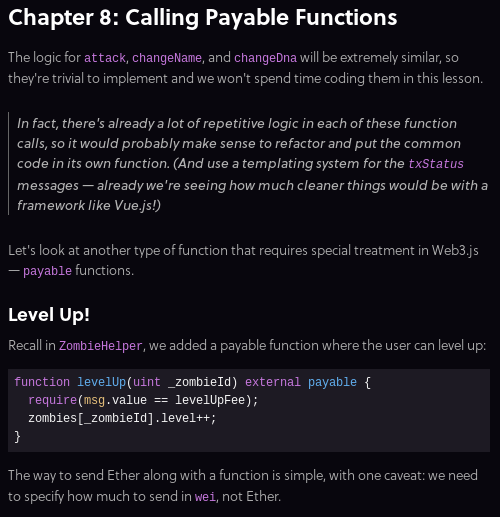 Chapter 8: Calling Payable Functions
The logic for attack, changeName, and changeDna will be extremely similar, so
they're trivial to implement and we won't spend time coding them in this lesson.
In fact, there's already a lot of repetitive logic in each of these function
calls, so it would probably make sense to refactor and put the common
code in its own function. (And use a templating system for the txStatus
messages — already we're seeing how much cleaner things would be with a
framework like Vue.js!)
Let's look at another type of function that requires special treatment in Web3.js
— payable functions.
Level Up!
Recall in ZombieHelper, we added a payable function where the user can level up:
function levelUp(uint _zombieId) external payable {
  require(msg.value == levelUpFee);
  zombies[_zombieId].level++;
}
The way to send Ether along with a function is simple, with one caveat: we need
to specify how much to send in wei, not Ether.